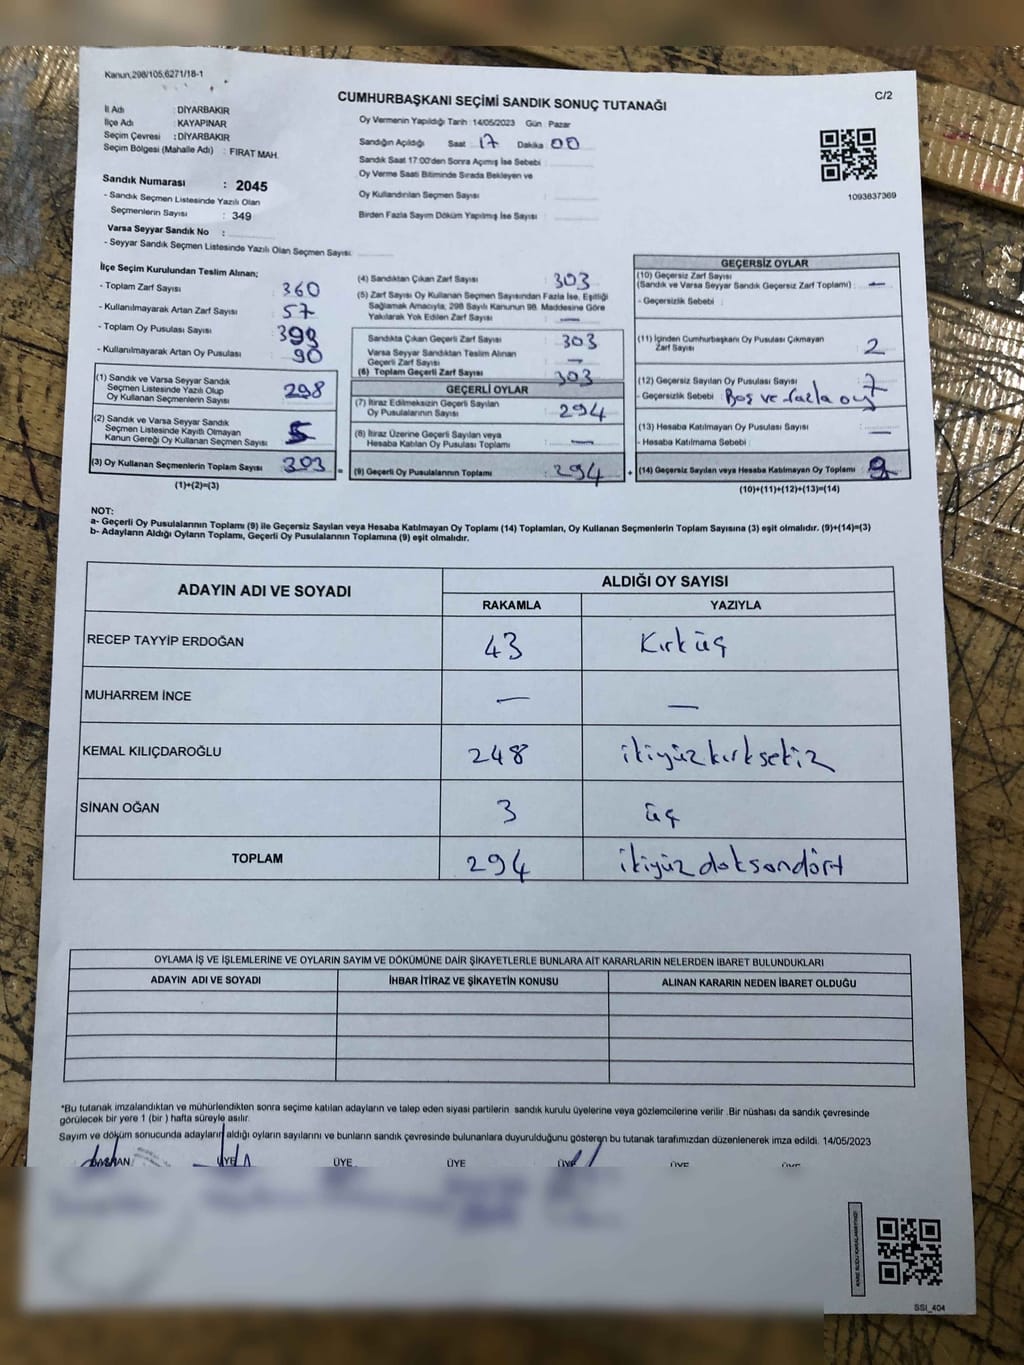 Kanun,298/105,6271/18-1
CUMHURBAŞKANI SEÇİMİ SANDIK SONUÇ TUTANAĞI
C/2
İl Adı : DİYARBAKIR
İlçe Adı : KAYAPINAR
Seçim Çevresi : DİYARBAKIR
Seçim Bölgesi (Mahalle Adı) : FIRAT MAH.
Sandık Numarası : 2045
- Sandık Seçmen Listesinde Yazılı Olan
Seçmenlerin Sayısı : 349
Varsa Seyyar Sandık No :
- Seyyar Sandık Seçmen Listesinde Yazılı Olan Seçmen Sayısı:
Oy Vermenin Yapıldığı Tarih : 14/05/2023 Gün : Pazar
Sandığın Açıldığı Saat : 17 Dakika : 00
Sandık Saat 17:00'den Sonra Açımış İse Sebebi :
Oy Verme Saati Bitiminde Sırada Bekleyen ve
Oy Kullandırılan Seçmen Sayısı :
Birden Fazla Sayım Döküm Yapılmış İse Sayısı :
1093837369
İlçe Seçim Kurulundan Teslim Alınan;
- Toplam Zarf Sayısı : 360
- Kullanılmayarak Artan Zarf Sayısı : 57
- Toplam Oy Pusulası Sayısı : 399
- Kullanılmayarak Artan Oy Pusulası : 90
(1) Sandık ve Varsa Seyyar Sandık
Seçmen Listesinde Yazılı Olup
Oy Kullanan Seçmenlerin Sayısı : 298
(2) Sandık ve Varsa Seyyar Sandık
Seçmen Listesinde Kayıtlı Olmayan
Kanun Gereği Oy Kullanan Seçmen Sayısı : 5
(3) Oy Kullanan Seçmenlerin Toplam Sayısı : 303
(1)+(2)=(3)
(4) Sandıktan Çıkan Zarf Sayısı : 303
(5) Zarf Sayısı Oy Kullanan Seçmen Sayısından Fazla İse, Eşitliği
Sağlamak Amacıyla, 298 Sayılı Kanunun 98. Maddesine Göre
Yakılarak Yok Edilen Zarf Sayısı : —
Sandıkta Çıkan Geçerli Zarf Sayısı : 303
Varsa Seyyar Sandıktan Teslim Alınan
Geçerli Zarf Sayısı : —
(6) Toplam Geçerli Zarf Sayısı : 303
GEÇERLİ OYLAR
(7) İtiraz Edilmeksizin Geçerli Sayılan
Oy Pusulalarının Sayısı : 294
(8) İtiraz Üzerine Geçerli Sayılan veya
Hesaba Katılan Oy Pusulası Toplamı : —
= (9) Geçerli Oy Pusulalarının Toplamı : 294
GEÇERSİZ OYLAR
(10) Geçersiz Zarf Sayısı
(Sandık ve Varsa Seyyar Sandık Geçersiz Zarf Toplamı) : —
- Geçersizlik Sebebi :
(11) İçinden Cumhurbaşkanı Oy Pusulası Çıkmayan
Zarf Sayısı : 2
(12) Geçersiz Sayılan Oy Pusulası Sayısı : 7
- Geçersizlik Sebebi : Boş ve fazla oy
(13) Hesaba Katılmayan Oy Pusulası Sayısı : —
- Hesaba Katılmama Sebebi :
+ (14) Geçersiz Sayılan veya Hesaba Katılmayan Oy Toplamı : 9
(10)+(11)+(12)+(13)=(14)
NOT:
a- Geçerli Oy Pusulalarının Toplamı (9) ile Geçersiz Sayılan veya Hesaba Katılmayan Oy Toplamı (14) Toplamları, Oy Kullanan Seçmenlerin Toplam Sayısına (3) eşit olmalıdır. (9)+(14)=(3)
b- Adayların Aldığı Oyların Toplamı, Geçerli Oy Pusulalarının Toplamına (9) eşit olmalıdır.
ADAYIN ADI VE SOYADI ALDIĞI OY SAYISI
RAKAMLA YAZIYLA
RECEP TAYYİP ERDOĞAN 43 Kırk üç
MUHARREM İNCE — —
KEMAL KILIÇDAROĞLU 248 ikiyüzkırksekiz
SİNAN OĞAN 3 üç
TOPLAM 294 ikiyüz doksandört
OYLAMA İŞ VE İŞLEMLERİNE VE OYLARIN SAYIM VE DÖKÜMÜNE DAİR ŞİKAYETLERLE BUNLARA AİT KARARLARIN NELERDEN İBARET BULUNDUKLARI
ADAYIN ADI VE SOYADI İHBAR İTİRAZ VE ŞİKAYETİN KONUSU ALINAN KARARIN NEDEN İBARET OLDUĞU
*Bu tutanak imzalandıktan ve mühürlendikten sonra seçime katılan adayların ve talep eden siyasi partilerin sandık kurulu üyelerine veya gözlemcilerine verilir .Bir nüshası da sandık çevresinde
görülecek bir yere 1 (bir ) hafta süreyle asılır.
Sayım ve döküm sonucunda adayların aldığı oyların sayılarını ve bunların sandık çevresinde bulunanlara duyurulduğunu gösteren bu tutanak tarafımızdan düzenlenerek imza edildi. 14/05/2023
BAŞKAN ÜYE ÜYE ÜYE ÜYE ÜYE
SSI_404